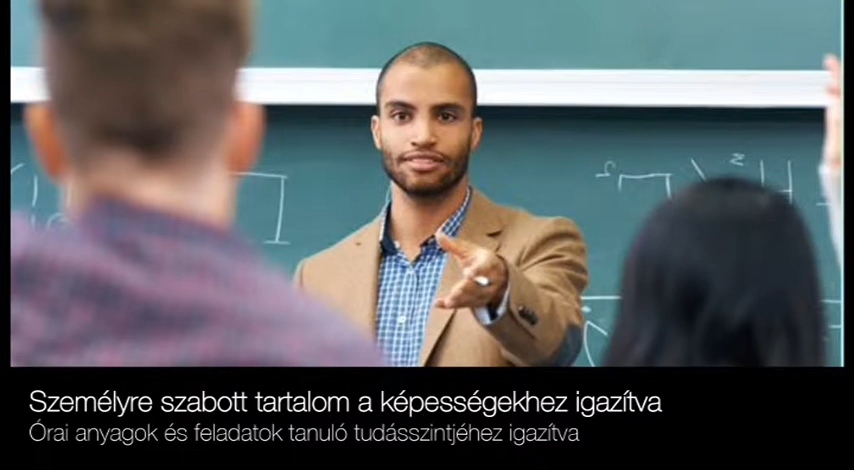 Személyre szabott tartalom a képességekhez igazítva
Órai anyagok és feladatok tanuló tudásszintjéhez igazítva